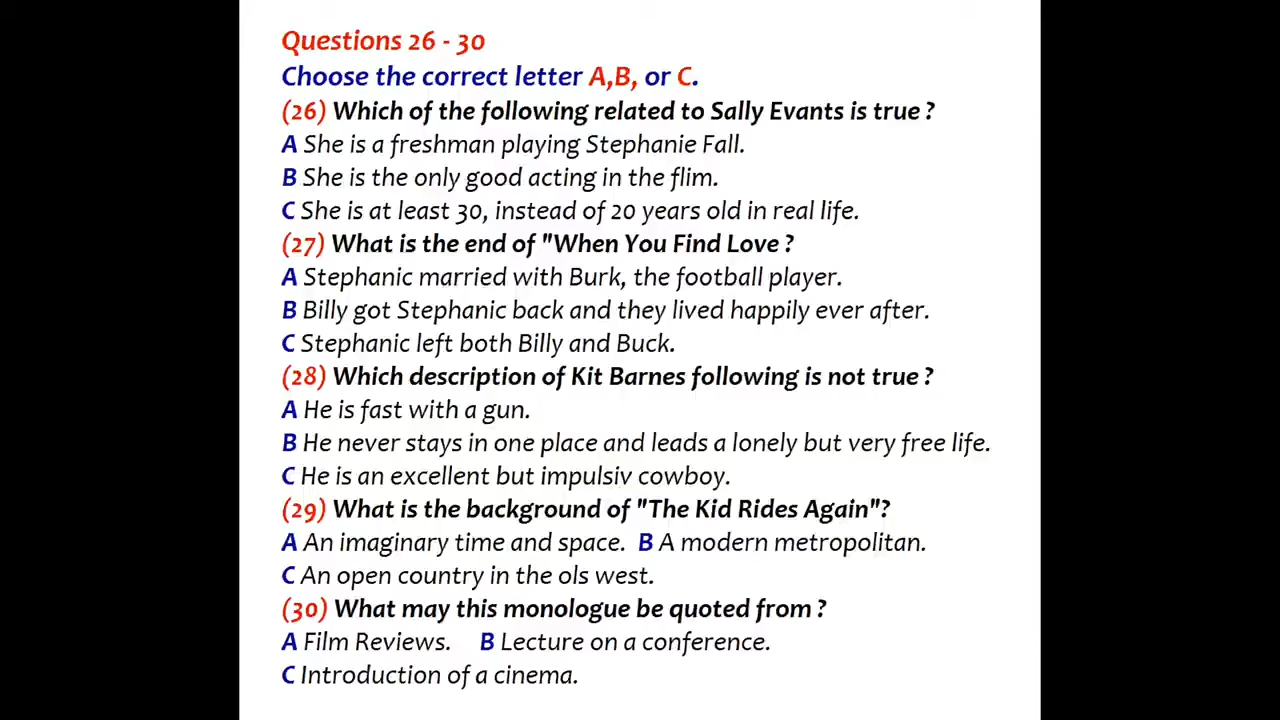 Questions 26 - 30
Choose the correct letter A,B, or C.
(26) Which of the following related to Sally Evants is true ?
A She is a freshman playing Stephanie Fall.
B She is the only good acting in the flim.
C She is at least 30, instead of 20 years old in real life.
(27) What is the end of "When You Find Love ?
A Stephanic married with Burk, the football player.
B Billy got Stephanic back and they lived happily ever after.
C Stephanic left both Billy and Buck.
(28) Which description of Kit Barnes following is not true ?
A He is fast with a gun.
B He never stays in one place and leads a lonely but very free life.
C He is an excellent but impulsiv cowboy.
(29) What is the background of "The Kid Rides Again"?
A An imaginary time and space. B A modern metropolitan.
C An open country in the ols west.
(30) What may this monologue be quoted from ?
A Film Reviews. B Lecture on a conference.
C Introduction of a cinema.